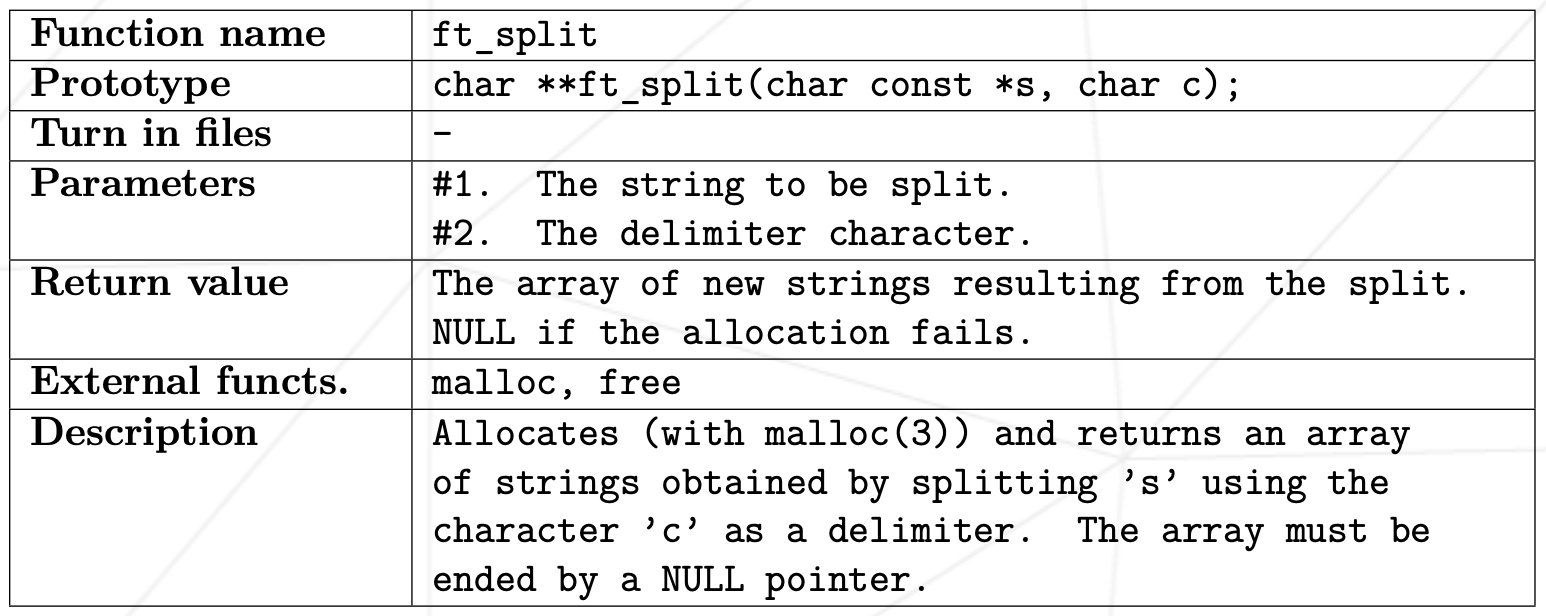 Function name ft_split
Prototype char **ft_split(char const *s, char c);
Turn in files -
Parameters #1. The string to be split.
#2. The delimiter character.
Return value The array of new strings resulting from the split.
NULL if the allocation fails.
External functs. malloc, free
Description Allocates (with malloc(3)) and returns an array
of strings obtained by splitting ’s’ using the
character ’c’ as a delimiter. The array must be
ended by a NULL pointer.